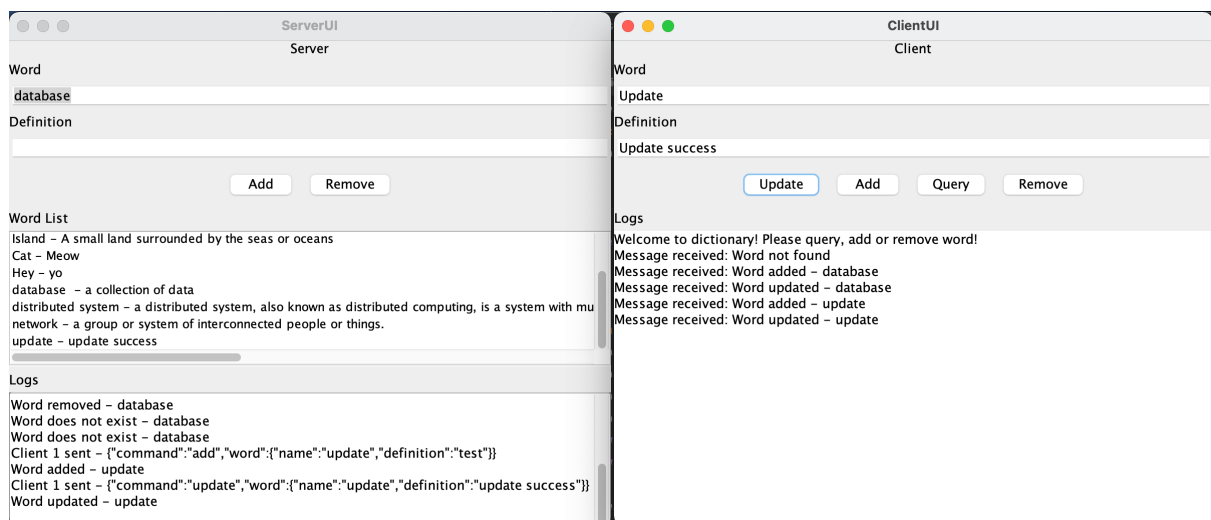 ServerUI
Server
Word
database
Definition
Add Remove
Word List
Island – A small land surrounded by the seas or oceans
Cat – Meow
Hey – yo
database  – a collection of data
distributed system – a distributed system, also known as distributed computing, is a system with mu
network – a group or system of interconnected people or things.
update – update success
Logs
Word removed – database
Word does not exist – database
Word does not exist – database
Client 1 sent – {"command":"add","word":{"name":"update","definition":"test"}}
Word added – update
Client 1 sent – {"command":"update","word":{"name":"update","definition":"update success"}}
Word updated – update
ClientUI
Client
Word
Update
Definition
Update success
Update Add Query Remove
Logs
Welcome to dictionary! Please query, add or remove word!
Message received: Word not found
Message received: Word added – database
Message received: Word updated – database
Message received: Word added – update
Message received: Word updated – update